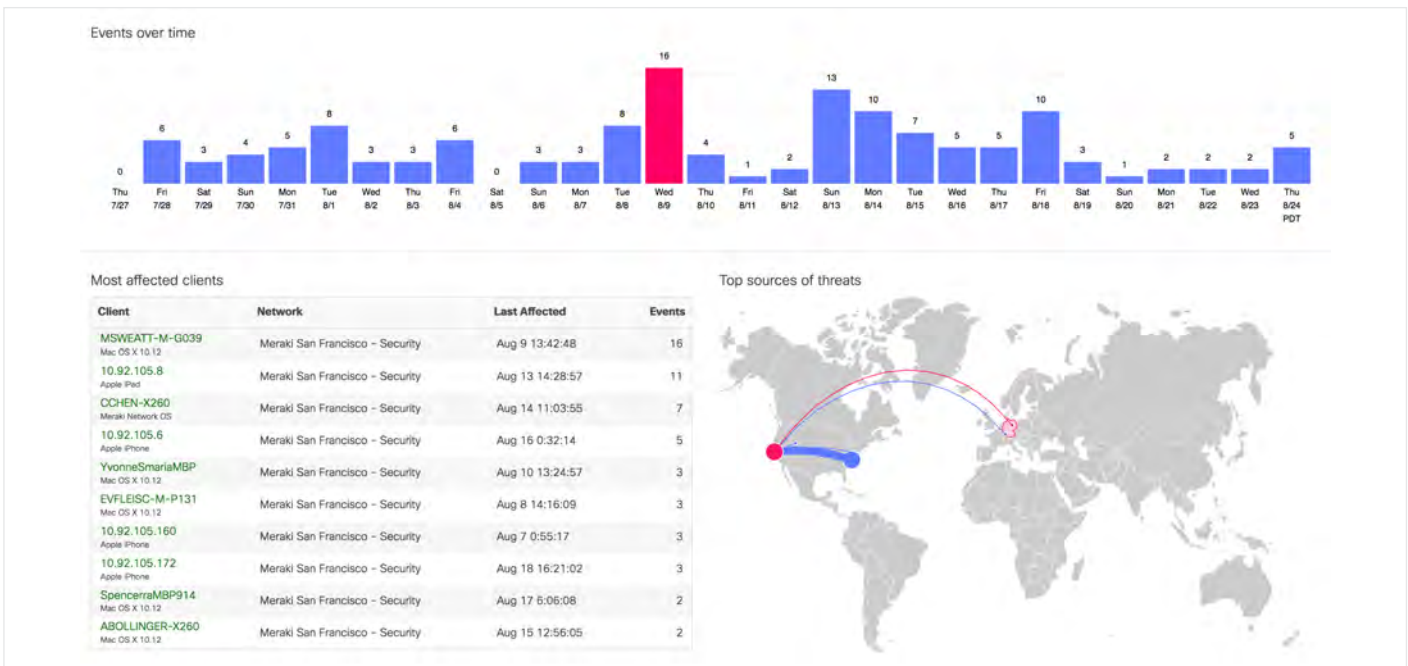 Events over time
16
13
10
10
8
8
7
6
6
5
5
5
5
4
4
3
3
3
3
3
3
2
2
2
2
1
1
0
0
Thu Fri Sat Sun Mon Tue Wed Thu Fri Sat Sun Mon Tue Wed Thu Fri Sat Sun Mon Tue Wed Thu Fri Sat Sun Mon Tue Wed Thu
7/27 7/28 7/29 7/30 7/31 8/1 8/2 8/3 8/4 8/5 8/6 8/7 8/8 8/9 8/10 8/11 8/12 8/13 8/14 8/15 8/16 8/17 8/18 8/19 8/20 8/21 8/22 8/23 8/24
PDT
Most affected clients
Client Network Last Affected Events
MSWEATT-M-G039 Meraki San Francisco - Security Aug 9 13:42:48 16
Mac OS X 10.12
10.92.105.8 Meraki San Francisco - Security Aug 13 14:28:57 11
Apple iPad
CCHEN-X260 Meraki San Francisco - Security Aug 14 11:03:55 7
Meraki Network OS
10.92.105.6 Meraki San Francisco - Security Aug 16 0:32:14 5
Apple iPhone
YvonneSmariaMBP Meraki San Francisco - Security Aug 10 13:24:57 3
Mac OS X 10.12
EVFLEISC-M-P131 Meraki San Francisco - Security Aug 8 14:16:09 3
Mac OS X 10.12
10.92.105.160 Meraki San Francisco - Security Aug 7 0:55:17 3
Apple iPhone
10.92.105.172 Meraki San Francisco - Security Aug 18 16:21:02 3
Apple iPhone
SpencerraMBP914 Meraki San Francisco - Security Aug 17 6:06:08 2
Mac OS X 10.12
ABOLLINGER-X260 Meraki San Francisco - Security Aug 15 12:56:05 2
Mac OS X 10.12
Top sources of threats